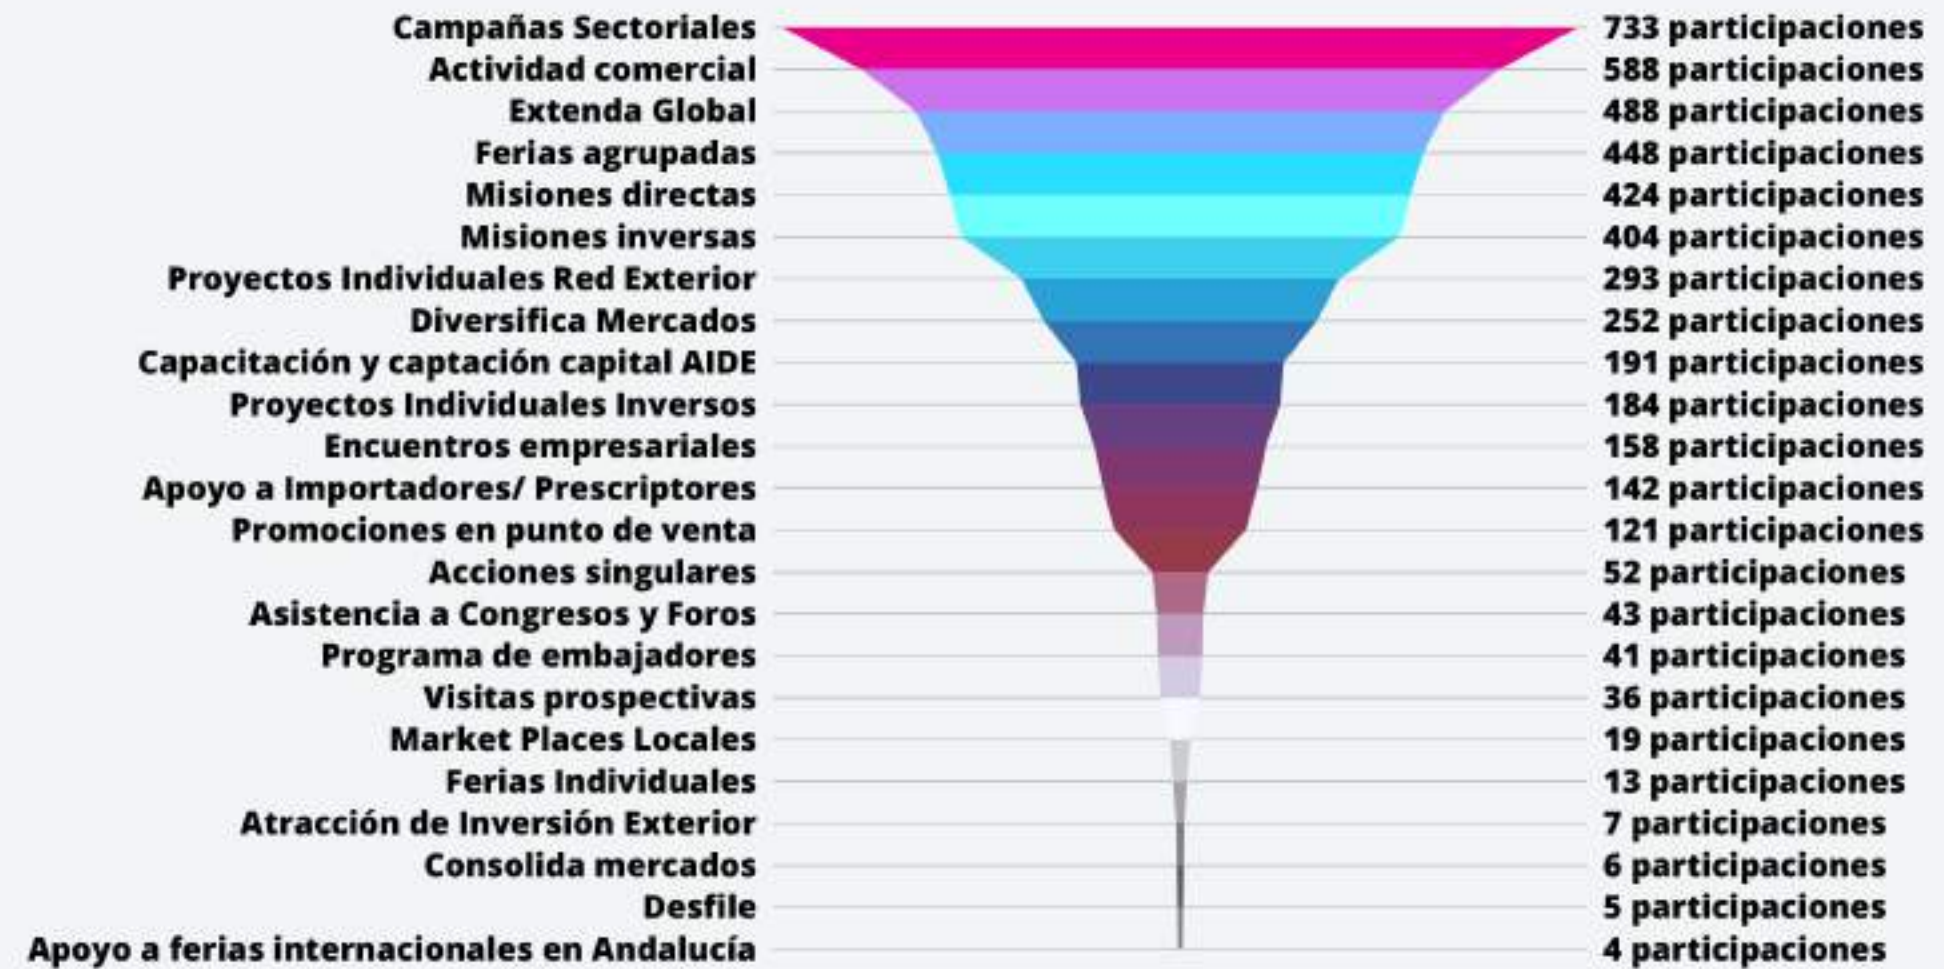 Campañas Sectoriales 733 participaciones
Actividad comercial 588 participaciones
Extenda Global 488 participaciones
Ferias agrupadas 448 participaciones
Misiones directas 424 participaciones
Misiones inversas 404 participaciones
Proyectos Individuales Red Exterior 293 participaciones
Diversifica Mercados 252 participaciones
Capacitación y captación capital AIDE 191 participaciones
Proyectos Individuales Inversos 184 participaciones
Encuentros empresariales 158 participaciones
Apoyo a Importadores/ Prescriptores 142 participaciones
Promociones en punto de venta 121 participaciones
Acciones singulares 52 participaciones
Asistencia a Congresos y Foros 43 participaciones
Programa de embajadores 41 participaciones
Visitas prospectivas 36 participaciones
Market Places Locales 19 participaciones
Ferias Individuales 13 participaciones
Atracción de Inversión Exterior 7 participaciones
Consolida mercados 6 participaciones
Desfile 5 participaciones
Apoyo a ferias internacionales en Andalucía 4 participaciones